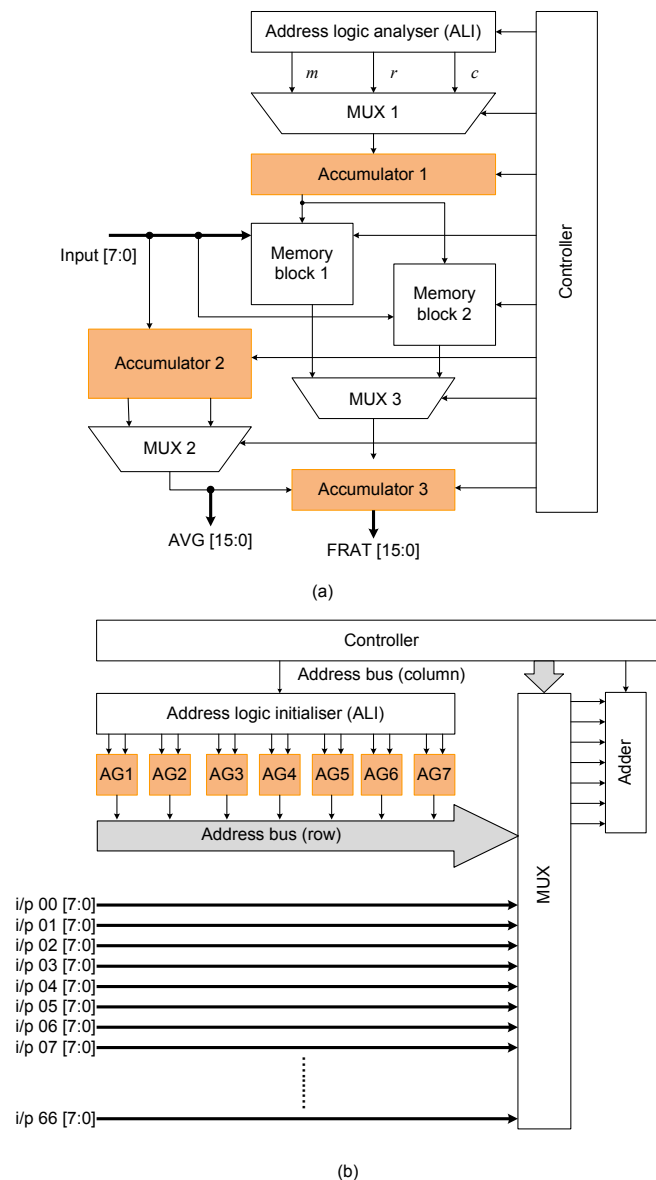 Address logic analyser (ALI)
m r c
MUX 1
Accumulator 1
Input [7:0]
Memory
block 1
Memory
block 2
Controller
Accumulator 2
MUX 3
MUX 2
Accumulator 3
AVG [15:0]
FRAT [15:0]
(a)
Controller
Address bus (column)
Address logic initialiser (ALI)
AG1 AG2 AG3 AG4 AG5 AG6 AG7
Adder
Address bus (row)
MUX
i/p 00 [7:0]
i/p 01 [7:0]
i/p 02 [7:0]
i/p 03 [7:0]
i/p 04 [7:0]
i/p 05 [7:0]
i/p 06 [7:0]
i/p 07 [7:0]
i/p 66 [7:0]
(b)